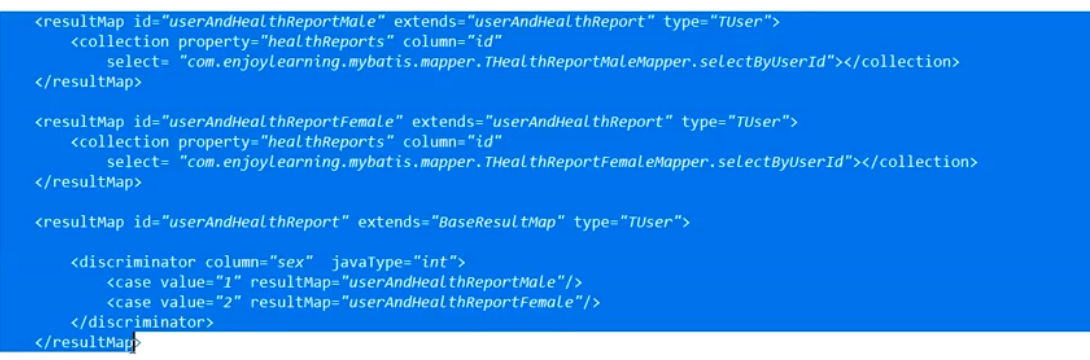 <resultMap id="userAndHealthReportMale" extends="userAndHealthReport" type="TUser">
<collection property="healthReports" column="id"
select= "com.enjoylearning.mybatis.mapper.THealthReportMaleMapper.selectByUserId"></collection>
</resultMap>
<resultMap id="userAndHealthReportFemale" extends="userAndHealthReport" type="TUser">
<collection property="healthReports" column="id"
select= "com.enjoylearning.mybatis.mapper.THealthReportFemaleMapper.selectByUserId"></collection>
</resultMap>
<resultMap id="userAndHealthReport" extends="BaseResultMap" type="TUser">
<discriminator column="sex"  javaType="int">
<case value="1" resultMap="userAndHealthReportMale"/>
<case value="2" resultMap="userAndHealthReportFemale"/>
</discriminator>
</resultMap>